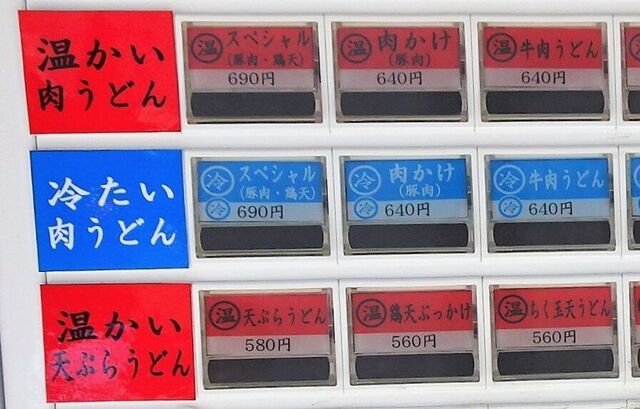 温かい
肉うどん
温 スペシャル
(豚肉・鶏天)
690円
温 肉かけ
(豚肉)
640円
温 牛肉うどん
640円
冷たい
肉うどん
冷 スペシャル
(豚肉・鶏天)
冷 690円
冷 肉かけ
(豚肉)
冷 640円
冷 牛肉うどん
冷 640円
温かい
天ぷらうどん
温 天ぷらうどん
580円
温 鶏天ぶっかけ
560円
温 ちく玉天うどん
560円